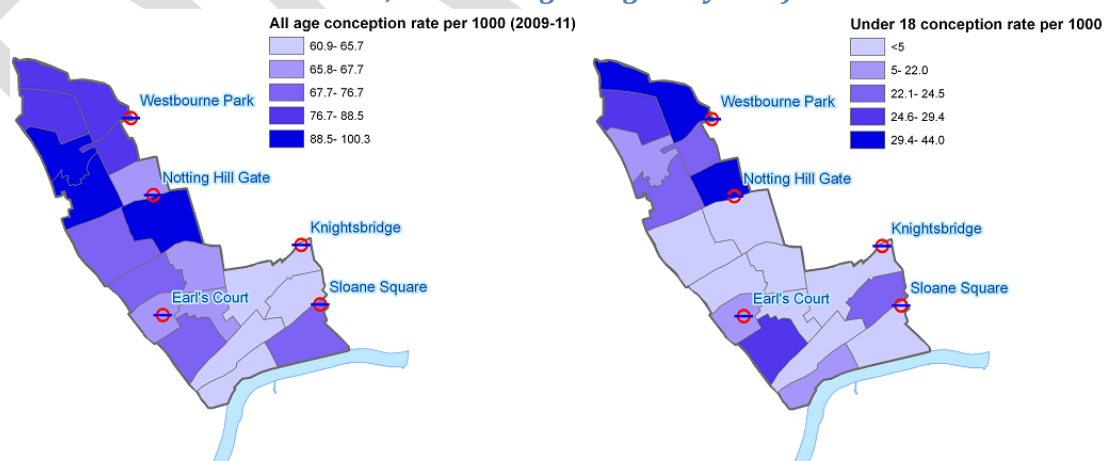 All age conception rate per 1000 (2009-11)
60.9- 65.7
65.8- 67.7
67.7- 76.7
76.7- 88.5
88.5- 100.3
Westbourne Park
Notting Hill Gate
Knightsbridge
Earl's Court
Sloane Square
Under 18 conception rate per 1000
<5
5- 22.0
22.1- 24.5
24.6- 29.4
29.4- 44.0
Westbourne Park
Notting Hill Gate
Knightsbridge
Earl's Court
Sloane Square